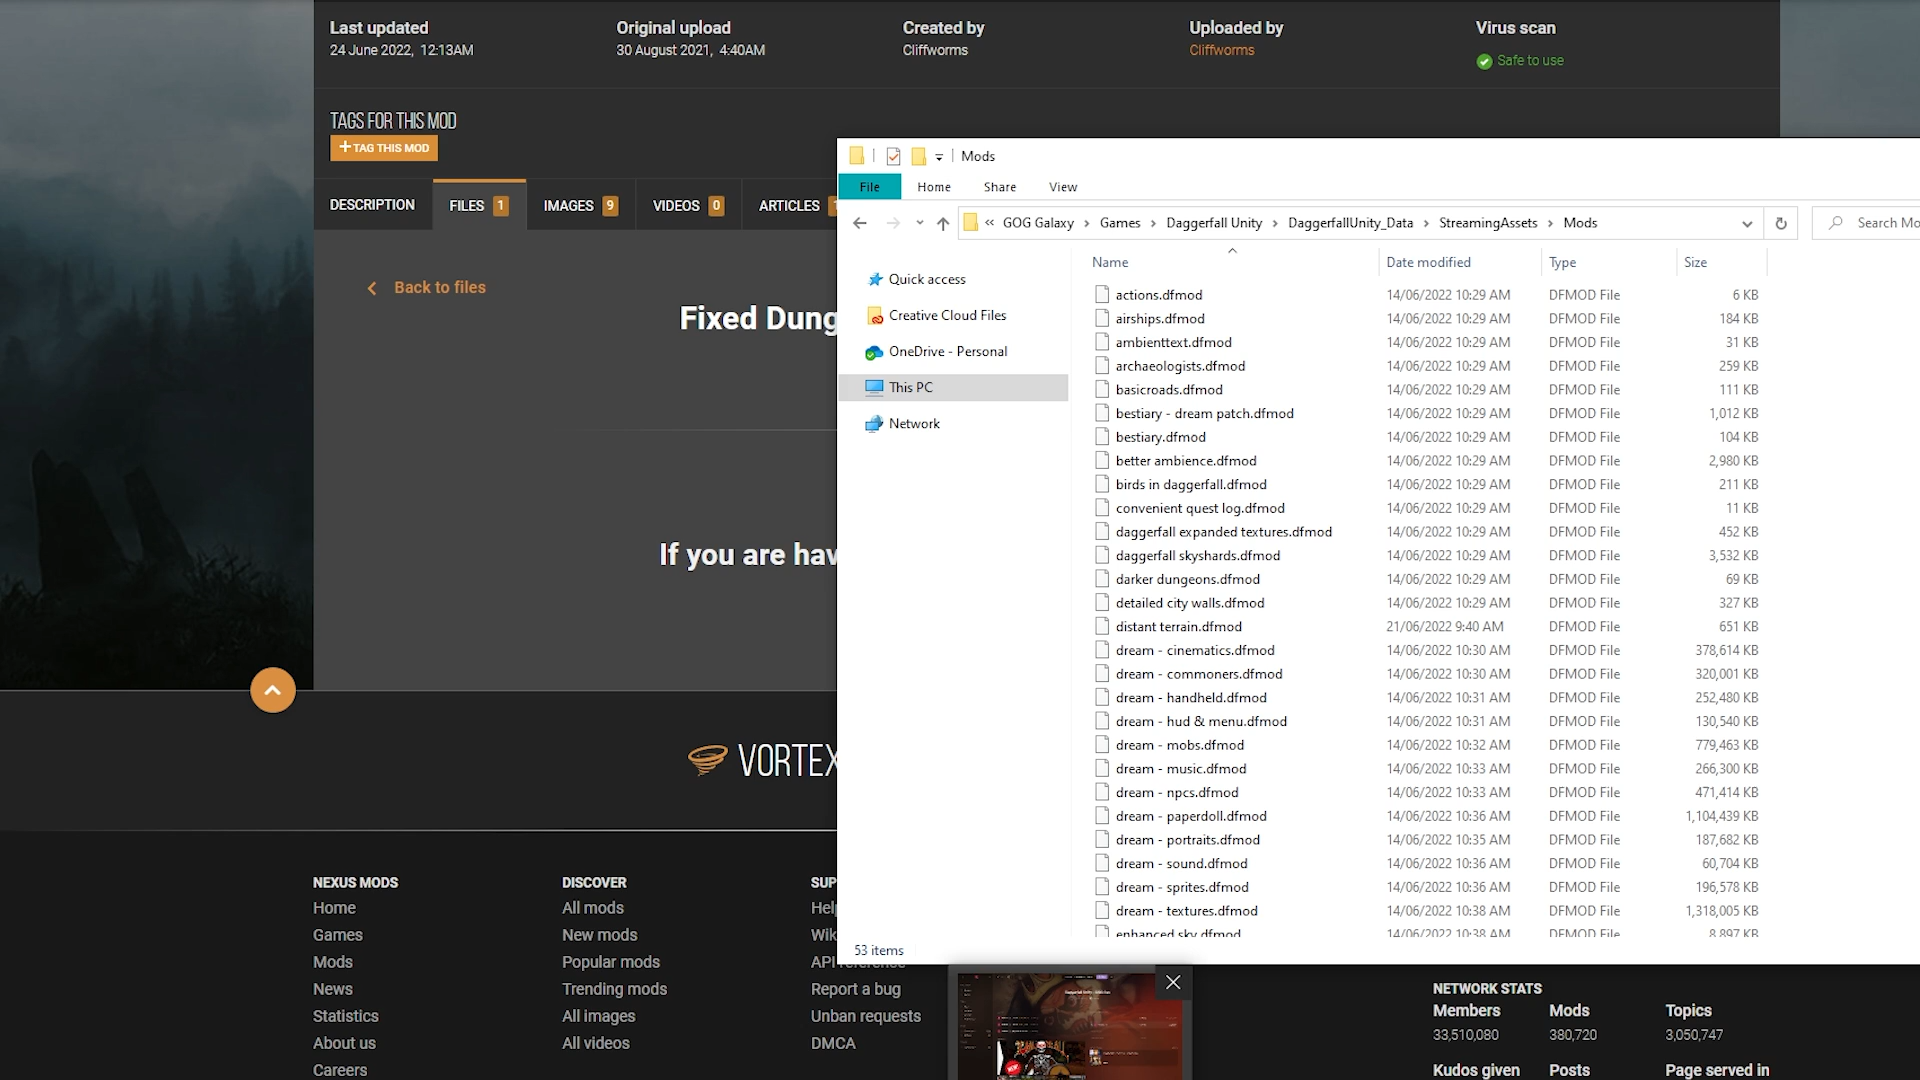 Last updated
24 June 2022, 12:13AM
Original upload
30 August 2021, 4:40AM
Created by
Cliffworms
Uploaded by
Cliffworms
Virus scan
Safe to use
TAGS FOR THIS MOD
+ TAG THIS MOD
DESCRIPTION
FILES 1
IMAGES 9
VIDEOS 0
ARTICLES
Back to files
Fixed Dung
If you are hav
VORTEX
NEXUS MODS
Home
Games
Mods
News
Statistics
About us
Careers
DISCOVER
All mods
New mods
Popular mods
Trending mods
All images
All videos
SUP
Help
Wik
API reference
Report a bug
Unban requests
DMCA
NETWORK STATS
Members
33,510,080
Mods
380,720
Topics
3,050,747
Kudos given
Posts
Page served in
Mods
File
Home
Share
View
« GOG Galaxy > Games > Daggerfall Unity > DaggerfallUnity_Data > StreamingAssets > Mods
Search Mo
Quick access
Creative Cloud Files
OneDrive - Personal
This PC
Network
Name Date modified Type Size
actions.dfmod 14/06/2022 10:29 AM DFMOD File 6 KB
airships.dfmod 14/06/2022 10:29 AM DFMOD File 184 KB
ambienttext.dfmod 14/06/2022 10:29 AM DFMOD File 31 KB
archaeologists.dfmod 14/06/2022 10:29 AM DFMOD File 259 KB
basicroads.dfmod 14/06/2022 10:29 AM DFMOD File 111 KB
bestiary - dream patch.dfmod 14/06/2022 10:29 AM DFMOD File 1,012 KB
bestiary.dfmod 14/06/2022 10:29 AM DFMOD File 104 KB
better ambience.dfmod 14/06/2022 10:29 AM DFMOD File 2,980 KB
birds in daggerfall.dfmod 14/06/2022 10:29 AM DFMOD File 211 KB
convenient quest log.dfmod 14/06/2022 10:29 AM DFMOD File 11 KB
daggerfall expanded textures.dfmod 14/06/2022 10:29 AM DFMOD File 452 KB
daggerfall skyshards.dfmod 14/06/2022 10:29 AM DFMOD File 3,532 KB
darker dungeons.dfmod 14/06/2022 10:29 AM DFMOD File 69 KB
detailed city walls.dfmod 14/06/2022 10:29 AM DFMOD File 327 KB
distant terrain.dfmod 21/06/2022 9:40 AM DFMOD File 651 KB
dream - cinematics.dfmod 14/06/2022 10:30 AM DFMOD File 378,614 KB
dream - commoners.dfmod 14/06/2022 10:30 AM DFMOD File 320,001 KB
dream - handheld.dfmod 14/06/2022 10:31 AM DFMOD File 252,480 KB
dream - hud & menu.dfmod 14/06/2022 10:31 AM DFMOD File 130,540 KB
dream - mobs.dfmod 14/06/2022 10:32 AM DFMOD File 779,463 KB
dream - music.dfmod 14/06/2022 10:33 AM DFMOD File 266,300 KB
dream - npcs.dfmod 14/06/2022 10:33 AM DFMOD File 471,414 KB
dream - paperdoll.dfmod 14/06/2022 10:36 AM DFMOD File 1,104,439 KB
dream - portraits.dfmod 14/06/2022 10:35 AM DFMOD File 187,682 KB
dream - sound.dfmod 14/06/2022 10:36 AM DFMOD File 60,704 KB
dream - sprites.dfmod 14/06/2022 10:36 AM DFMOD File 196,578 KB
dream - textures.dfmod 14/06/2022 10:38 AM DFMOD File 1,318,005 KB
enhanced sky.dfmod 14/06/2022 10:38 AM DFMOD File 8,897 KB
53 items